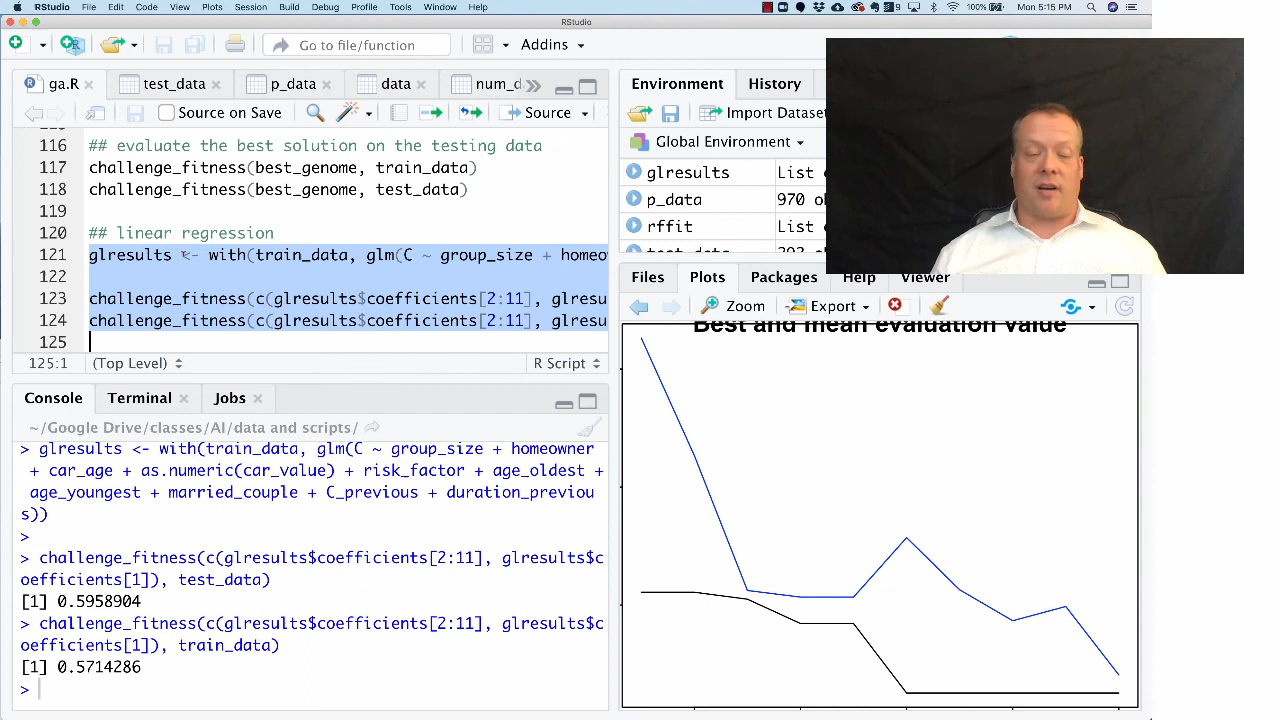 RStudio File Edit Code View Plots Session Build Debug Profile Tools Window Help 9 100% Mon 5:15 PM
RStudio
Go to file/function Addins
ga.R test_data p_data data num_d
Source on Save Source
116 ## evaluate the best solution on the testing data
117 challenge_fitness(best_genome, train_data)
118 challenge_fitness(best_genome, test_data)
119
120 ## linear regression
121 glresults <- with(train_data, glm(C ~ group_size + homeo
122
123 challenge_fitness(c(glresults$coefficients[2:11], glresu
124 challenge_fitness(c(glresults$coefficients[2:11], glresu
125
125:1 (Top Level) R Script
Console Terminal Jobs
~/Google Drive/classes/AI/data and scripts/
> glresults <- with(train_data, glm(C ~ group_size + homeowner
+ car_age + as.numeric(car_value) + risk_factor + age_oldest +
age_youngest + married_couple + C_previous + duration_previou
s))
>
> challenge_fitness(c(glresults$coefficients[2:11], glresults$c
oefficients[1]), test_data)
[1] 0.5958904
> challenge_fitness(c(glresults$coefficients[2:11], glresults$c
oefficients[1]), train_data)
[1] 0.5714286
>
Environment History
Import Dataset
Global Environment
glresults List
p_data 970 ob
rffit List
Files Plots Packages Help Viewer
Zoom Export
Best and mean evaluation value